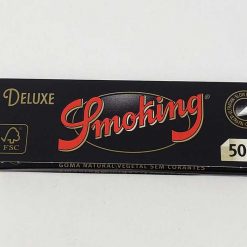 DELUXE
Smoking
FSC
50
GOMA NATURAL VEGETAL SEM CORANTES